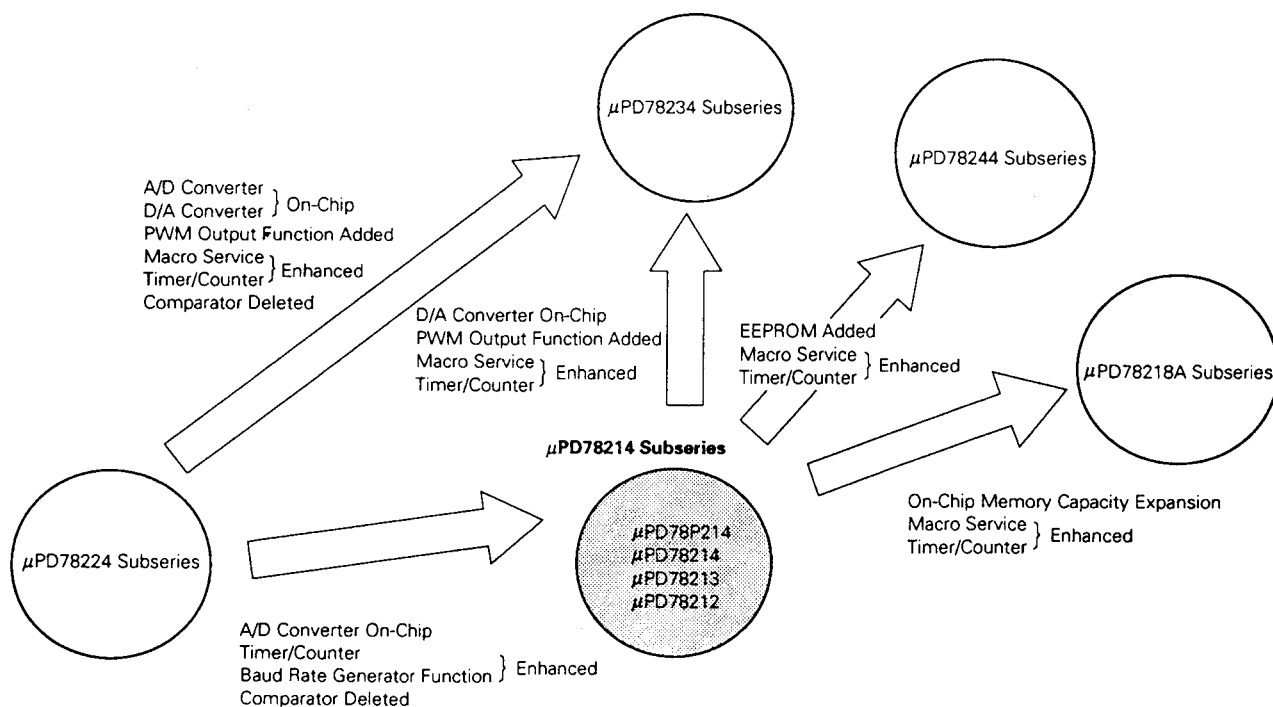 μPD78234 Subseries
μPD78244 Subseries
A/D Converter
D/A Converter } On-Chip
PWM Output Function Added
Macro Service
Timer/Counter } Enhanced
Comparator Deleted
D/A Converter On-Chip
PWM Output Function Added
Macro Service
Timer/Counter } Enhanced
EEPROM Added
Macro Service
Timer/Counter } Enhanced
μPD78218A Subseries
μPD78214 Subseries
On-Chip Memory Capacity Expansion
Macro Service
Timer/Counter } Enhanced
μPD78224 Subseries
μPD78P214
μPD78214
μPD78213
μPD78212
A/D Converter On-Chip
Timer/Counter
Baud Rate Generator Function } Enhanced
Comparator Deleted